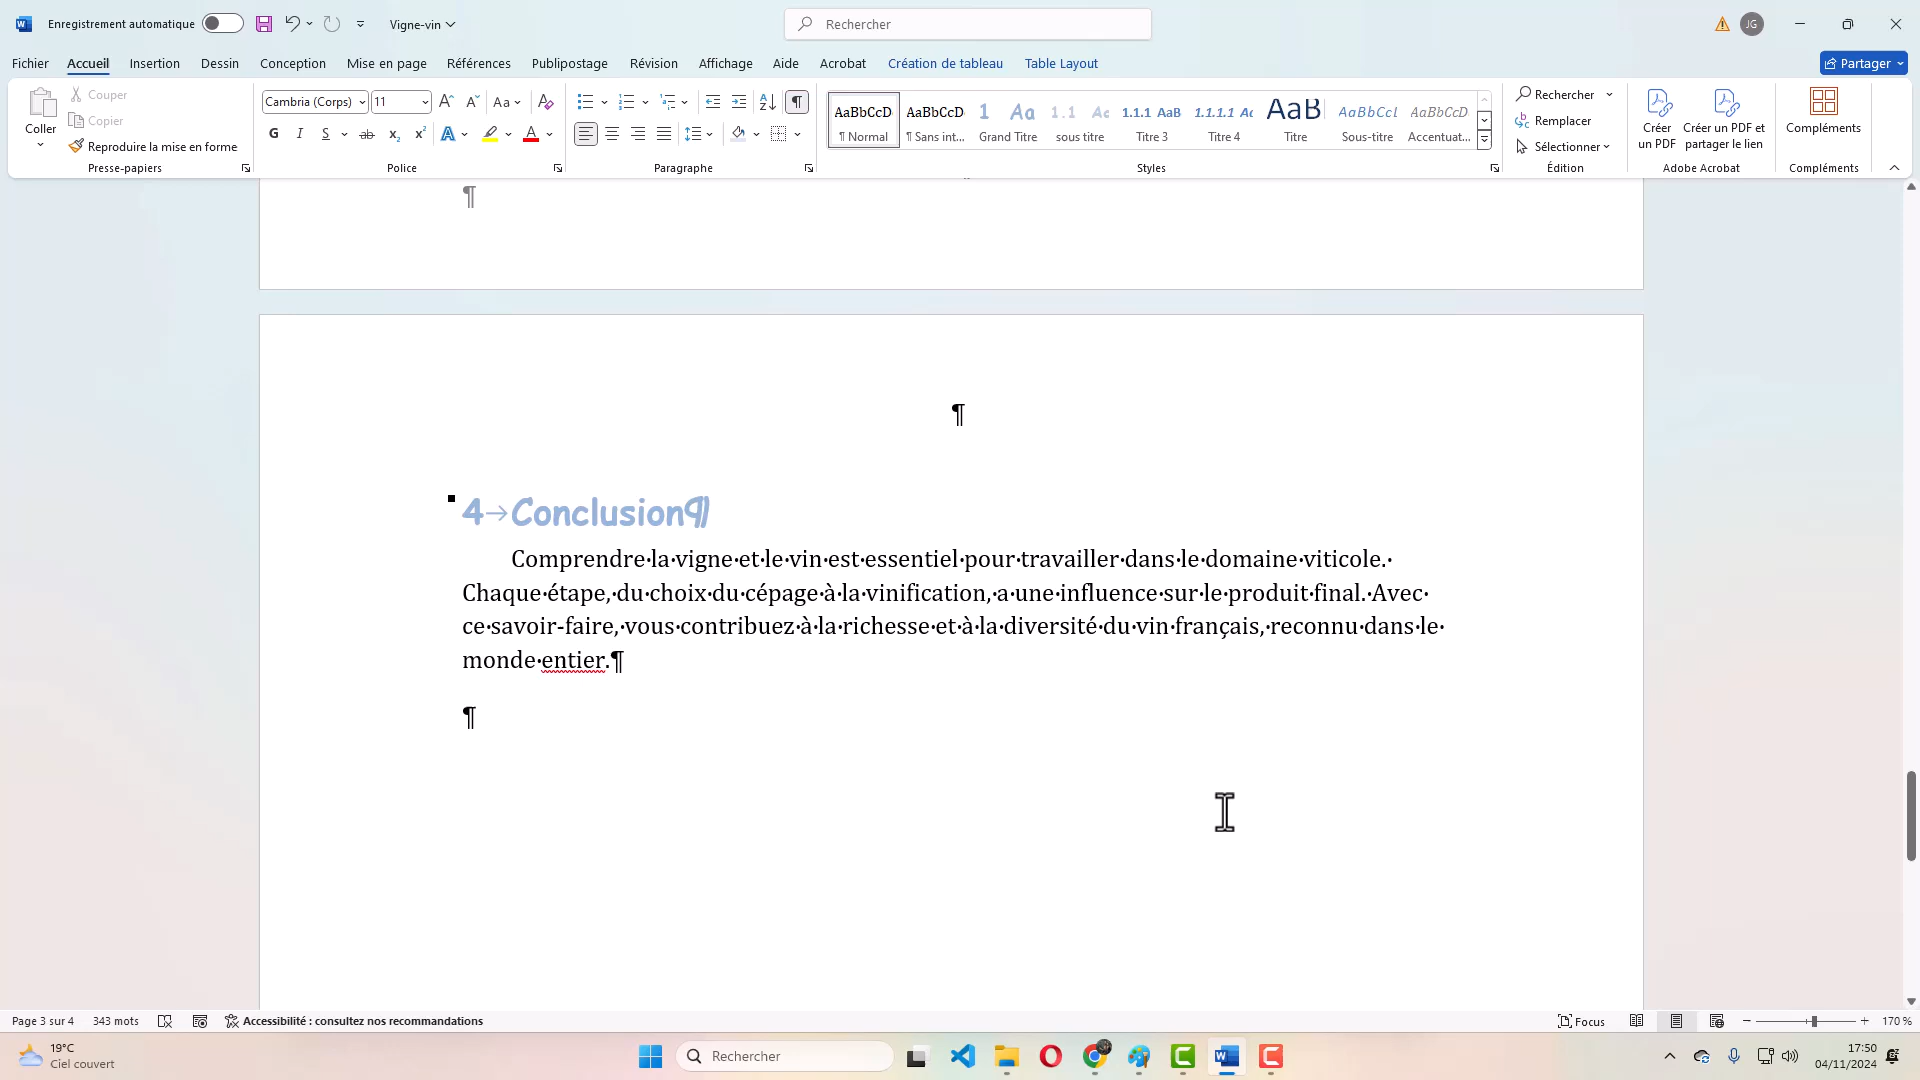 Enregistrement automatique
Vigne-vin
Rechercher
JG
Fichier Accueil Insertion Dessin Conception Mise en page Références Publipostage Révision Affichage Aide Acrobat Création de tableau Table Layout
Partager
Coller
Couper
Copier
Reproduire la mise en forme
Presse-papiers
Cambria (Corps) 11
Aa
G I S ab x₂ x² A A
Police
Paragraphe
AaBbCcD AaBbCcD 1 Aa 1.1 Aa 1.1.1 AaB 1.1.1.1 Aa AaB AaBbCcl AaBbCcD
¶ Normal ¶ Sans int... Grand Titre sous titre Titre 3 Titre 4 Titre Sous-titre Accentuat...
Styles
Rechercher
Remplacer
Sélectionner
Édition
Créer
un PDF
Créer un PDF et
partager le lien
Adobe Acrobat
Compléments
Compléments
¶
¶
4→Conclusion¶
Comprendre·la·vigne·et·le·vin·est·essentiel·pour·travailler·dans·le·domaine·viticole.·
Chaque·étape,·du·choix·du·cépage·à·la·vinification,·a·une·influence·sur·le·produit·final.·Avec·
ce·savoir-faire,·vous·contribuez·à·la·richesse·et·à·la·diversité·du·vin·français,·reconnu·dans·le·
monde·entier.¶
¶
Page 3 sur 4 343 mots Accessibilité : consultez nos recommandations
Focus
170 %
19°C
Ciel couvert
Rechercher
17:50
04/11/2024